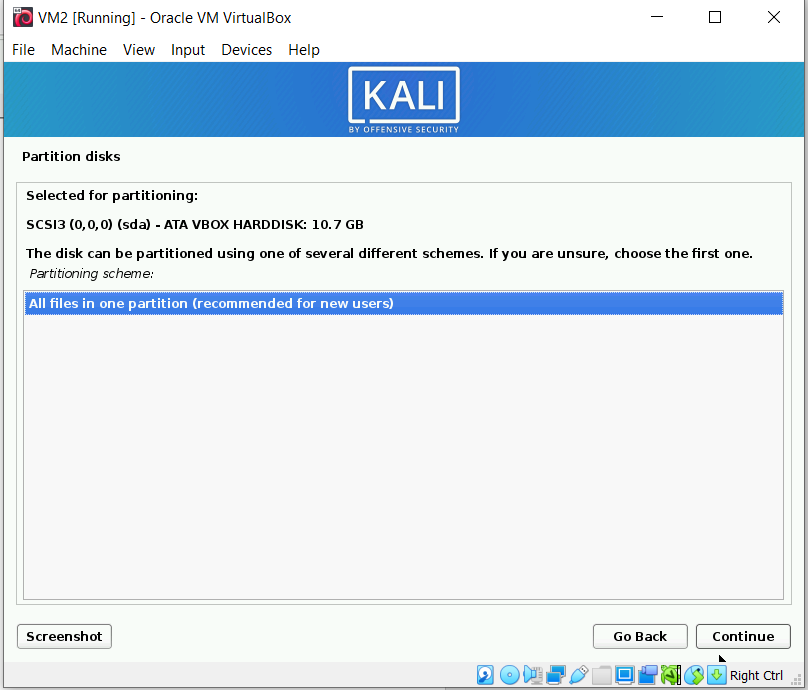 VM2 [Running] - Oracle VM VirtualBox
File Machine View Input Devices Help
KALI
BY OFFENSIVE SECURITY
Partition disks
Selected for partitioning:
SCSI3 (0,0,0) (sda) - ATA VBOX HARDDISK: 10.7 GB
The disk can be partitioned using one of several different schemes. If you are unsure, choose the first one.
Partitioning scheme:
All files in one partition (recommended for new users)
Screenshot Go Back Continue
Right Ctrl